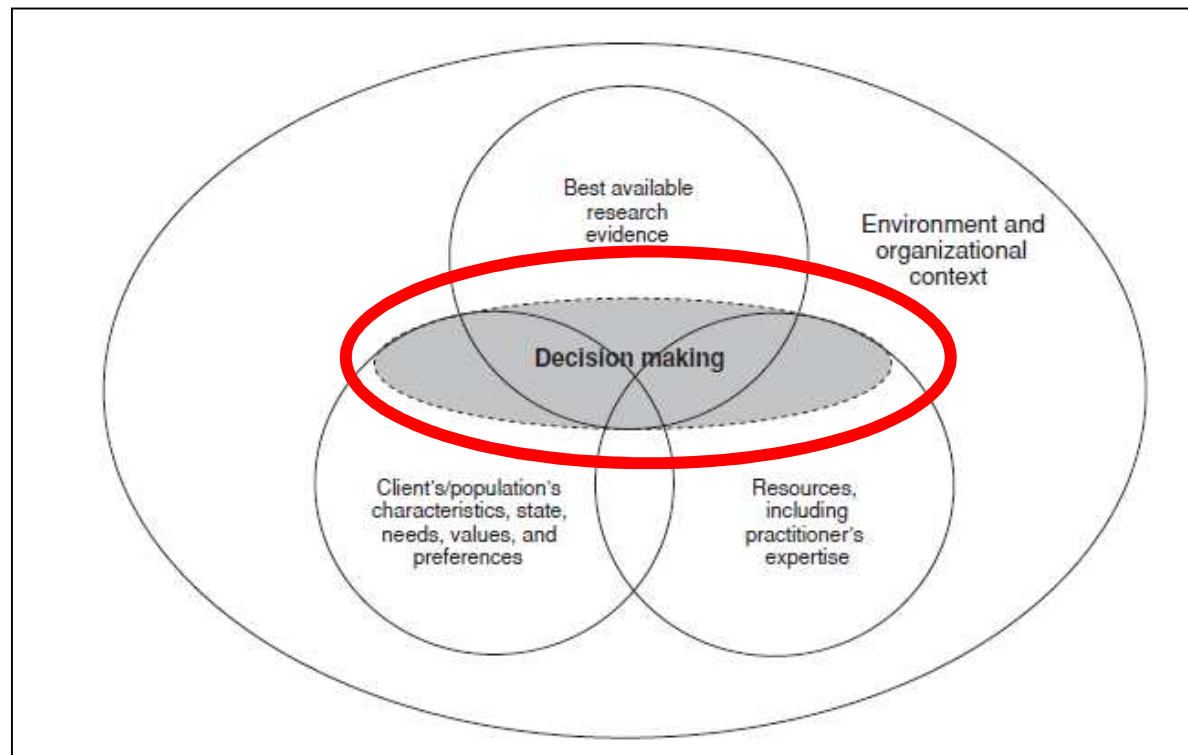 Best available
research
evidence
Environment and
organizational
context
Decision making
Client's/population's
characteristics, state,
needs, values, and
preferences
Resources,
including
practitioner's
expertise